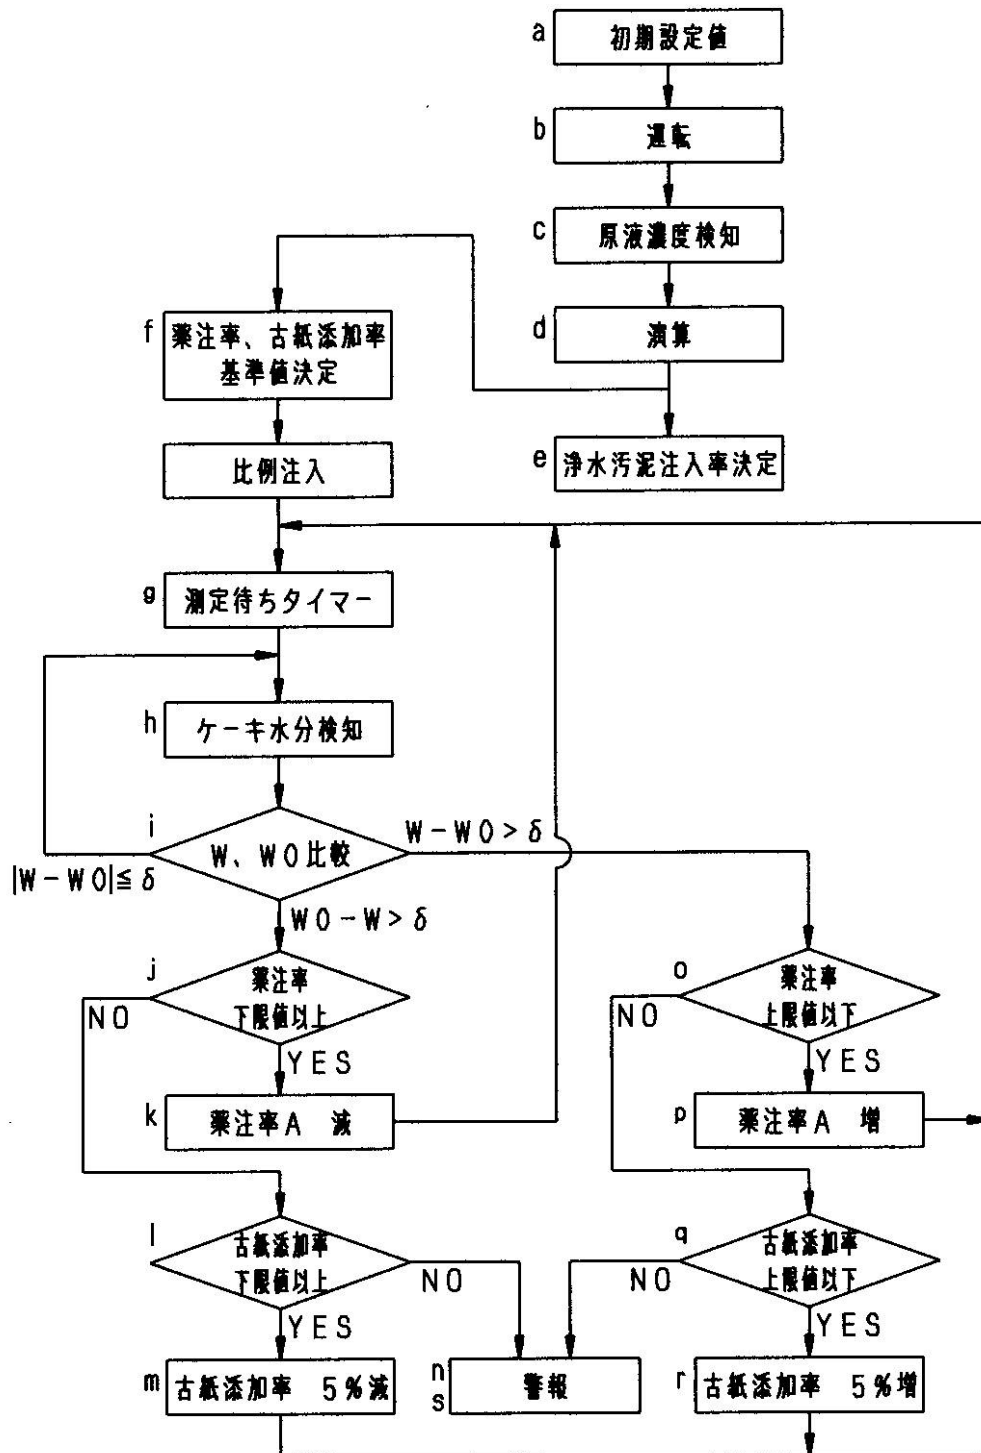 a 初期設定値
b 運転
c 原液濃度検知
d 演算
e 浄水汚泥注入率決定
f 薬注率、古紙添加率
基準値決定
比例注入
g 測定待ちタイマー
h ケーキ水分検知
i W、WO比較
W-WO>δ
|W-WO|≦δ
WO-W>δ
j 薬注率
下限値以上
NO
YES
k 薬注率A 減
l 古紙添加率
下限値以上
NO
YES
m 古紙添加率 5%減
n
s
警報
o 薬注率
上限値以下
NO
YES
p 薬注率A 増
q 古紙添加率
上限値以下
NO
YES
r 古紙添加率 5%増